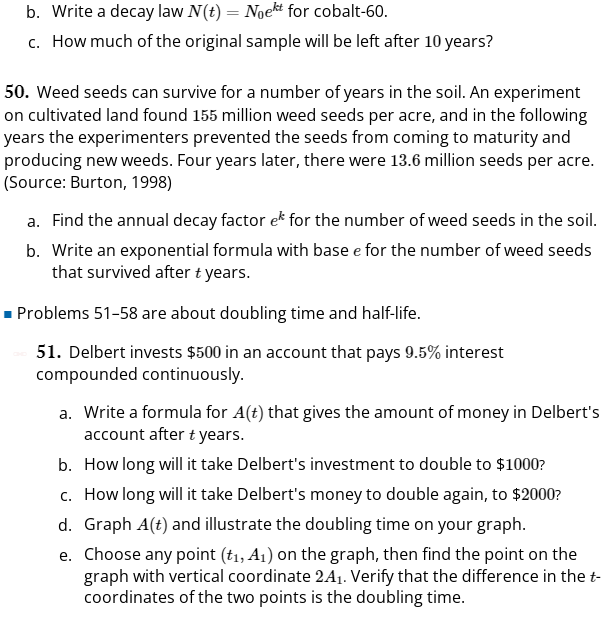 b. Write a decay law N(t) = N₀eᵏᵗ for cobalt-60.
c. How much of the original sample will be left after 10 years?
50. Weed seeds can survive for a number of years in the soil. An experiment
on cultivated land found 155 million weed seeds per acre, and in the following
years the experimenters prevented the seeds from coming to maturity and
producing new weeds. Four years later, there were 13.6 million seeds per acre.
(Source: Burton, 1998)
a. Find the annual decay factor eᵏ for the number of weed seeds in the soil.
b. Write an exponential formula with base e for the number of weed seeds
that survived after t years.
▪ Problems 51–58 are about doubling time and half-life.
51. Delbert invests $500 in an account that pays 9.5% interest
compounded continuously.
a. Write a formula for A(t) that gives the amount of money in Delbert's
account after t years.
b. How long will it take Delbert's investment to double to $1000?
c. How long will it take Delbert's money to double again, to $2000?
d. Graph A(t) and illustrate the doubling time on your graph.
e. Choose any point (t₁, A₁) on the graph, then find the point on the
graph with vertical coordinate 2A₁. Verify that the difference in the t-
coordinates of the two points is the doubling time.